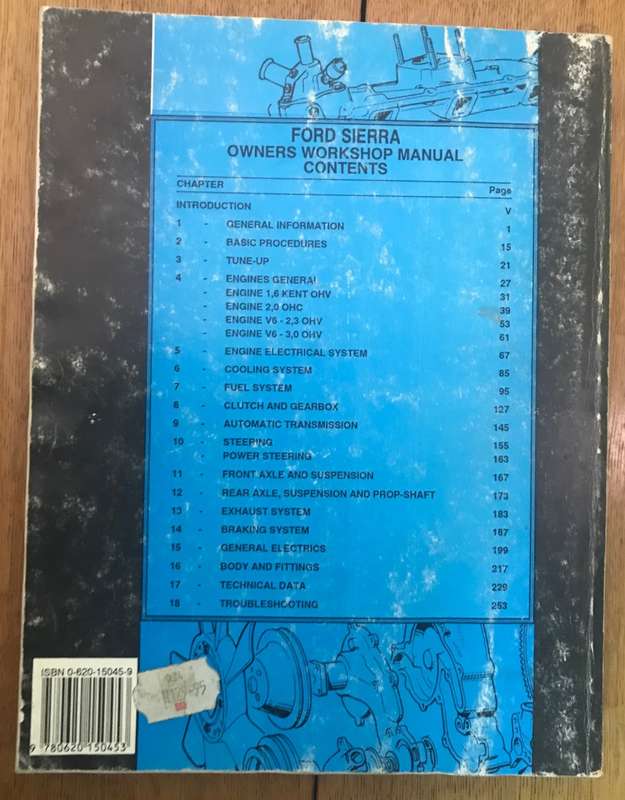 FORD SIERRA
OWNERS WORKSHOP MANUAL
CONTENTS
CHAPTER Page
INTRODUCTION V
1 - GENERAL INFORMATION 1
2 - BASIC PROCEDURES 15
3 - TUNE-UP 21
4 - ENGINES GENERAL 27
- ENGINE 1,6 KENT OHV 31
- ENGINE 2,0 OHC 39
- ENGINE V6 - 2,3 OHV 53
- ENGINE V6 - 3,0 OHV 61
5 - ENGINE ELECTRICAL SYSTEM 67
6 - COOLING SYSTEM 85
7 - FUEL SYSTEM 95
8 - CLUTCH AND GEARBOX 127
9 - AUTOMATIC TRANSMISSION 145
10 - STEERING 155
- POWER STEERING 163
11 - FRONT AXLE AND SUSPENSION 167
12 - REAR AXLE, SUSPENSION AND PROP-SHAFT 173
13 - EXHAUST SYSTEM 183
14 - BRAKING SYSTEM 187
15 - GENERAL ELECTRICS 199
16 - BODY AND FITTINGS 217
17 - TECHNICAL DATA 229
18 - TROUBLESHOOTING 253
ISBN 0-620-15045-9
9 780620 150453